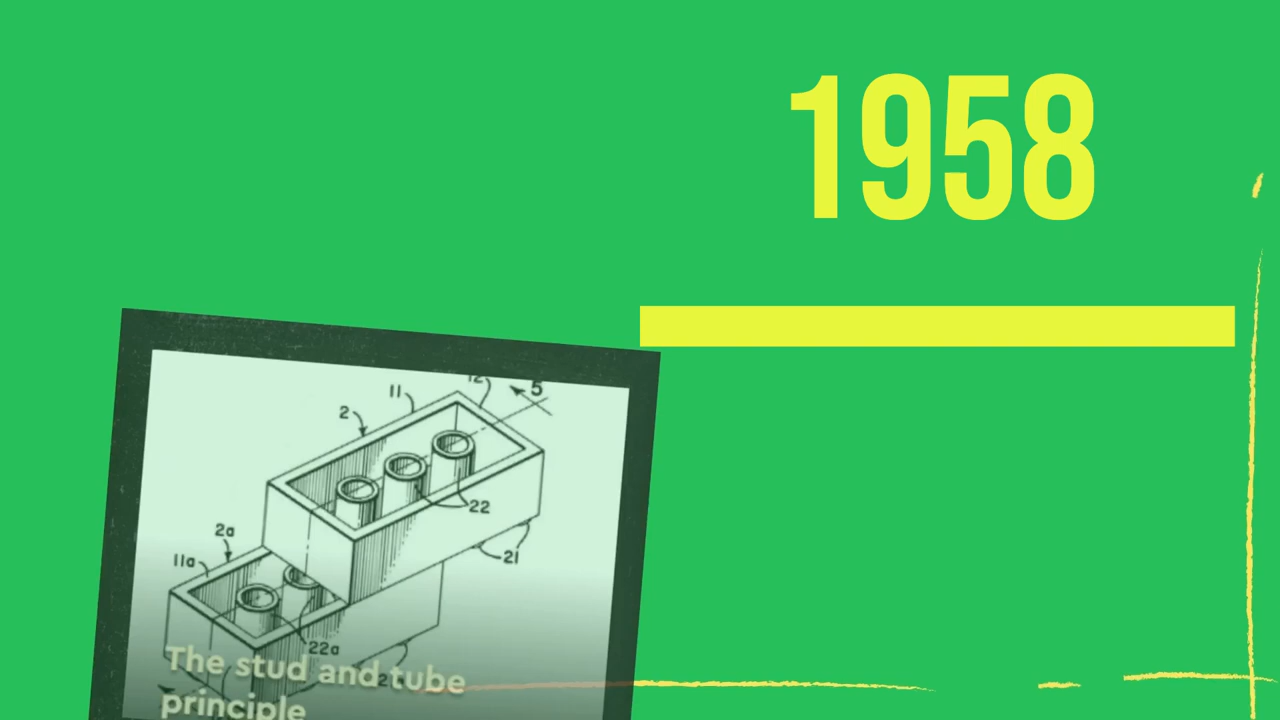 1958
12
5
11
2
22
2a
21
11a
22a
The stud and tube
principle